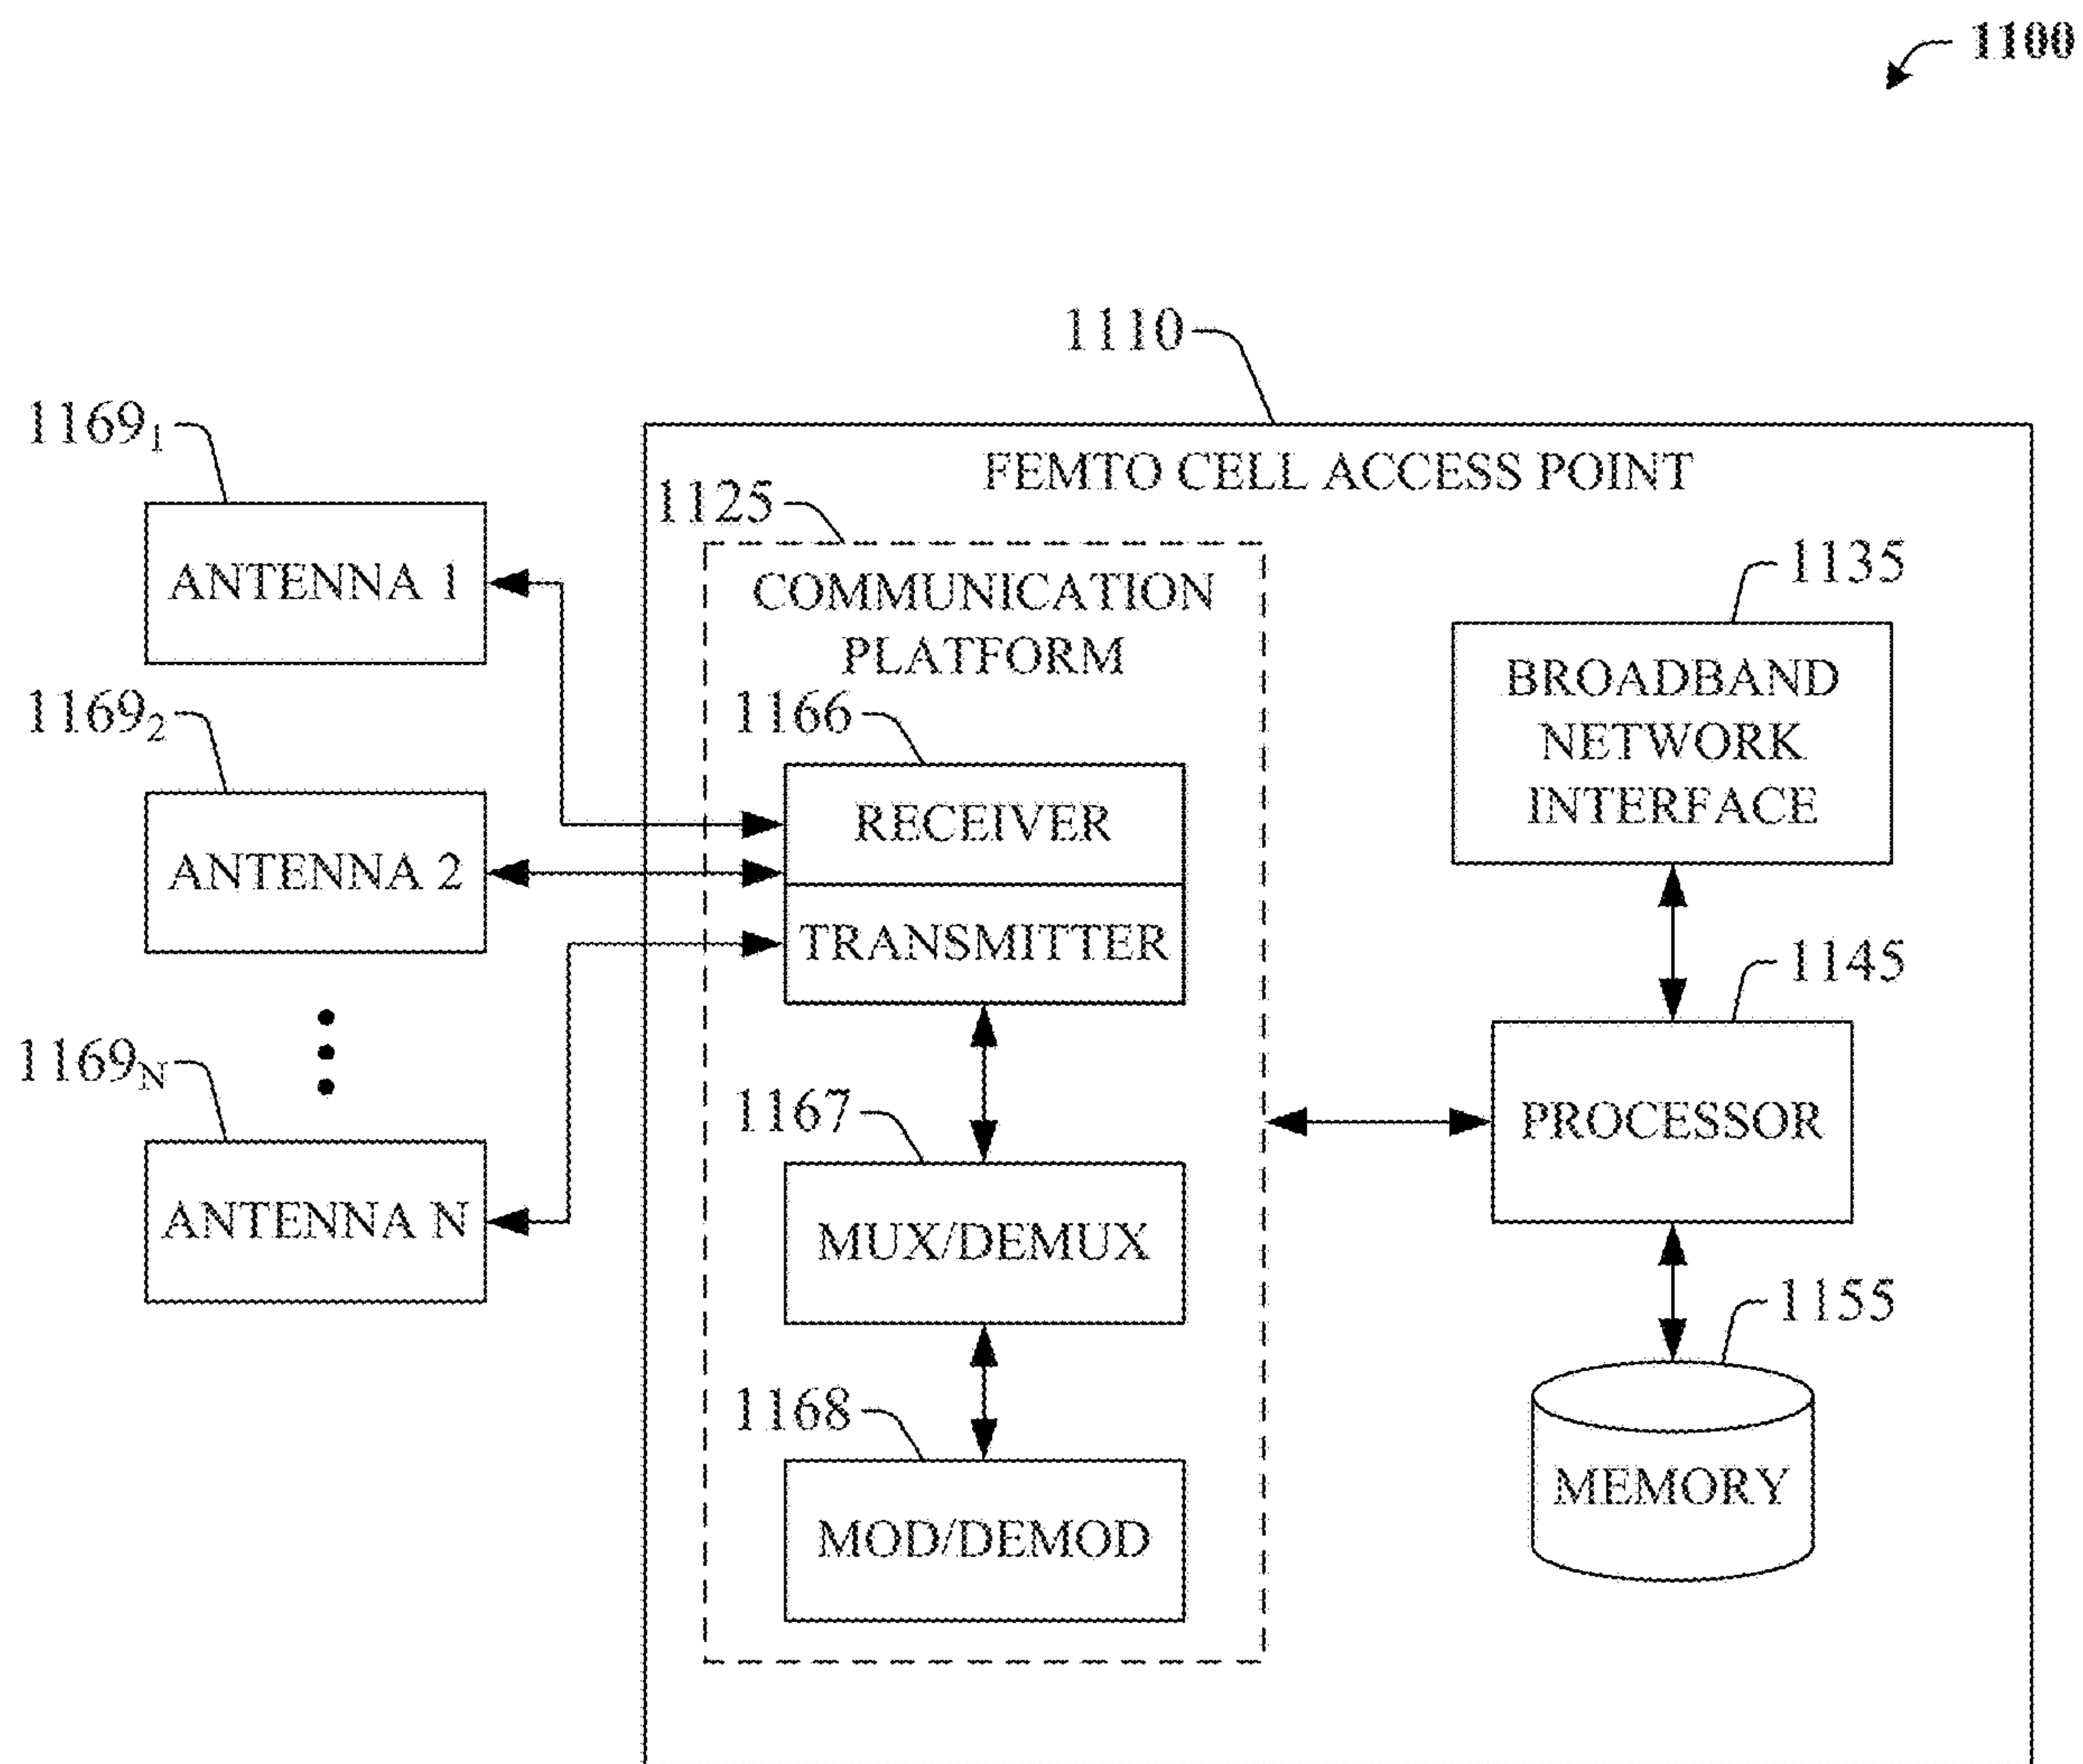 1100
1110
1169₁
FEMTO CELL ACCESS POINT
1125
ANTENNA 1
COMMUNICATION
PLATFORM
1135
BROADBAND
NETWORK
INTERFACE
1169₂
1166
ANTENNA 2
RECEIVER
TRANSMITTER
1145
1169N
1167
PROCESSOR
ANTENNA N
MUX/DEMUX
1155
1168
MEMORY
MOD/DEMOD